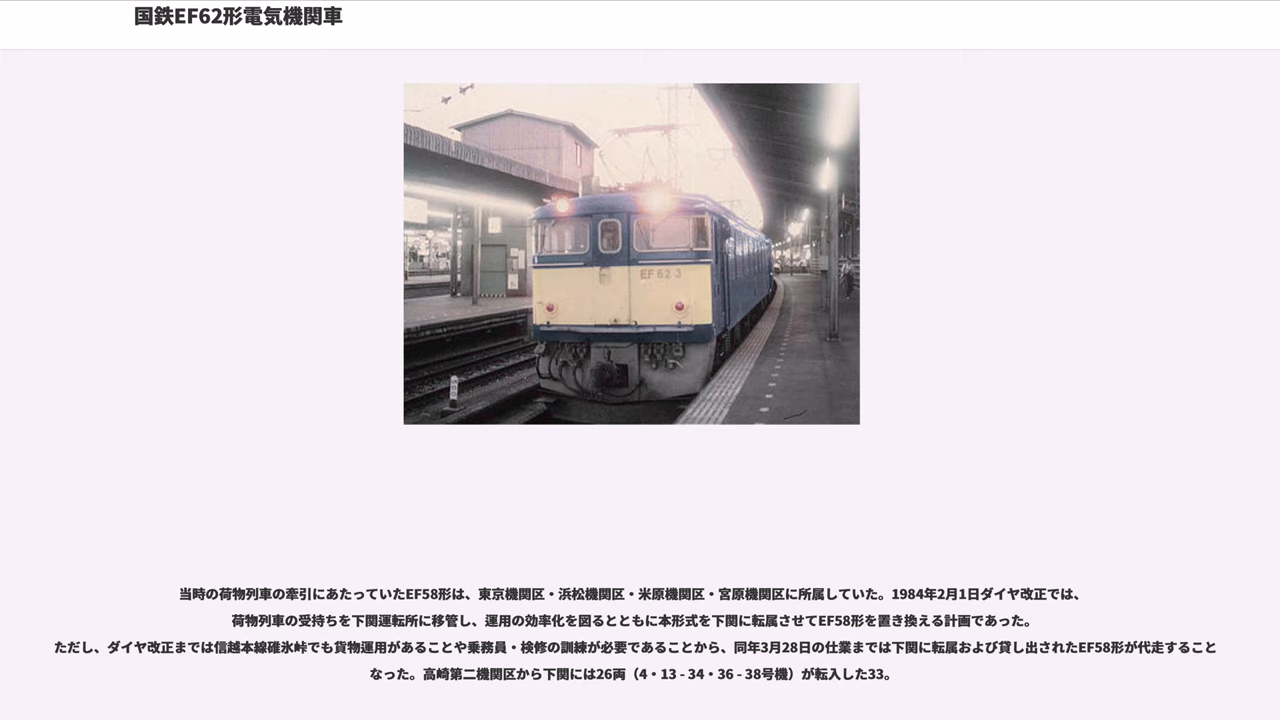 国鉄EF62形電気機関車
EF 62 3
当時の荷物列車の牽引にあたっていたEF58形は、東京機関区・浜松機関区・米原機関区・宮原機関区に所属していた。1984年2月1日ダイヤ改正では、
荷物列車の受持ちを下関運転所に移管し、運用の効率化を図るとともに本形式を下関に転属させてEF58形を置き換える計画であった。
ただし、ダイヤ改正までは信越本線碓氷峠でも貨物運用があることや乗務員・検修の訓練が必要であることから、同年3月28日の仕業までは下関に転属および貸し出されたEF58形が代走すること
なった。高崎第二機関区から下関には26両（4・13 - 34・36 - 38号機）が転入した33。